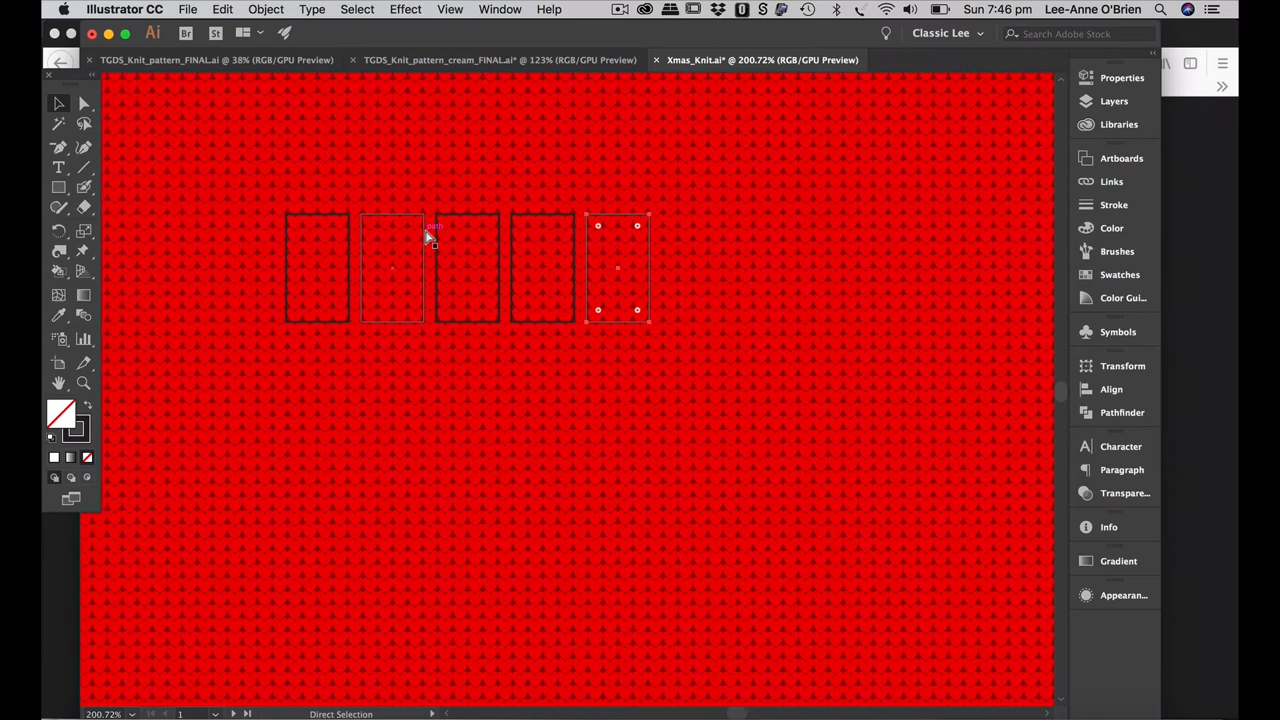 Illustrator CC File Edit Object Type Select Effect View Window Help Sun 7:46 pm Lee-Anne O'Brien
Ai Br St Classic Lee Search Adobe Stock
TGDS_Knit_pattern_FINAL.ai @ 38% (RGB/GPU Preview) TGDS_Knit_pattern_cream_FINAL.ai* @ 123% (RGB/GPU Preview) Xmas_Knit.ai* @ 200.72% (RGB/GPU Preview)
Properties
Layers
Libraries
Artboards
Links
Stroke
Color
Brushes
Swatches
Color Gui...
Symbols
Transform
Align
Pathfinder
Character
Paragraph
Transpare...
Info
Gradient
Appearan...
path
200.72% 1 Direct Selection